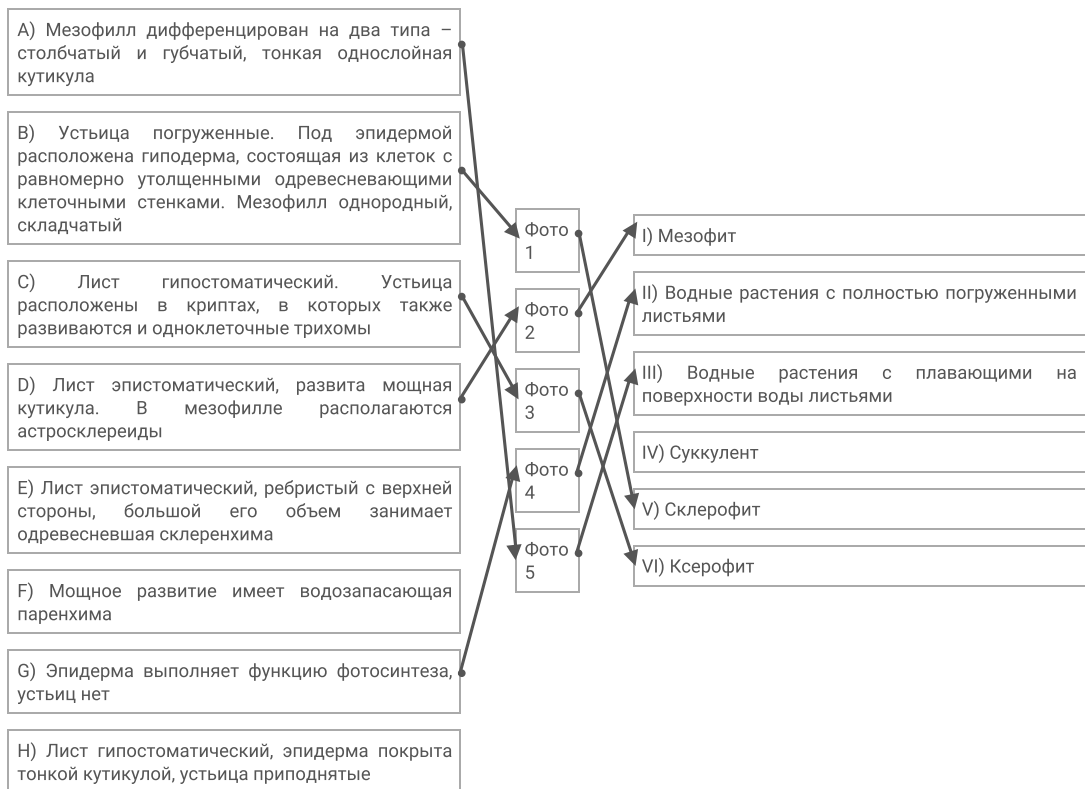 A) Мезофилл дифференцирован на два типа –
столбчатый и губчатый, тонкая однослойная
кутикула
B) Устьица погруженные. Под эпидермой
расположена гиподерма, состоящая из клеток с
равномерно утолщенными одревесневающими
клеточными стенками. Мезофилл однородный,
складчатый
C) Лист гипостоматический. Устьица
расположены в криптах, в которых также
развиваются и одноклеточные трихомы
D) Лист эпистоматический, развита мощная
кутикула. В мезофилле располагаются
астросклереиды
E) Лист эпистоматический, ребристый с верхней
стороны, большой его объем занимает
одревесневшая склеренхима
F) Мощное развитие имеет водозапасающая
паренхима
G) Эпидерма выполняет функцию фотосинтеза,
устьиц нет
H) Лист гипостоматический, эпидерма покрыта
тонкой кутикулой, устьица приподнятые
Фото
1
Фото
2
Фото
3
Фото
4
Фото
5
I) Мезофит
II) Водные растения с полностью погруженными
листьями
III) Водные растения с плавающими на
поверхности воды листьями
IV) Суккулент
V) Склерофит
VI) Ксерофит